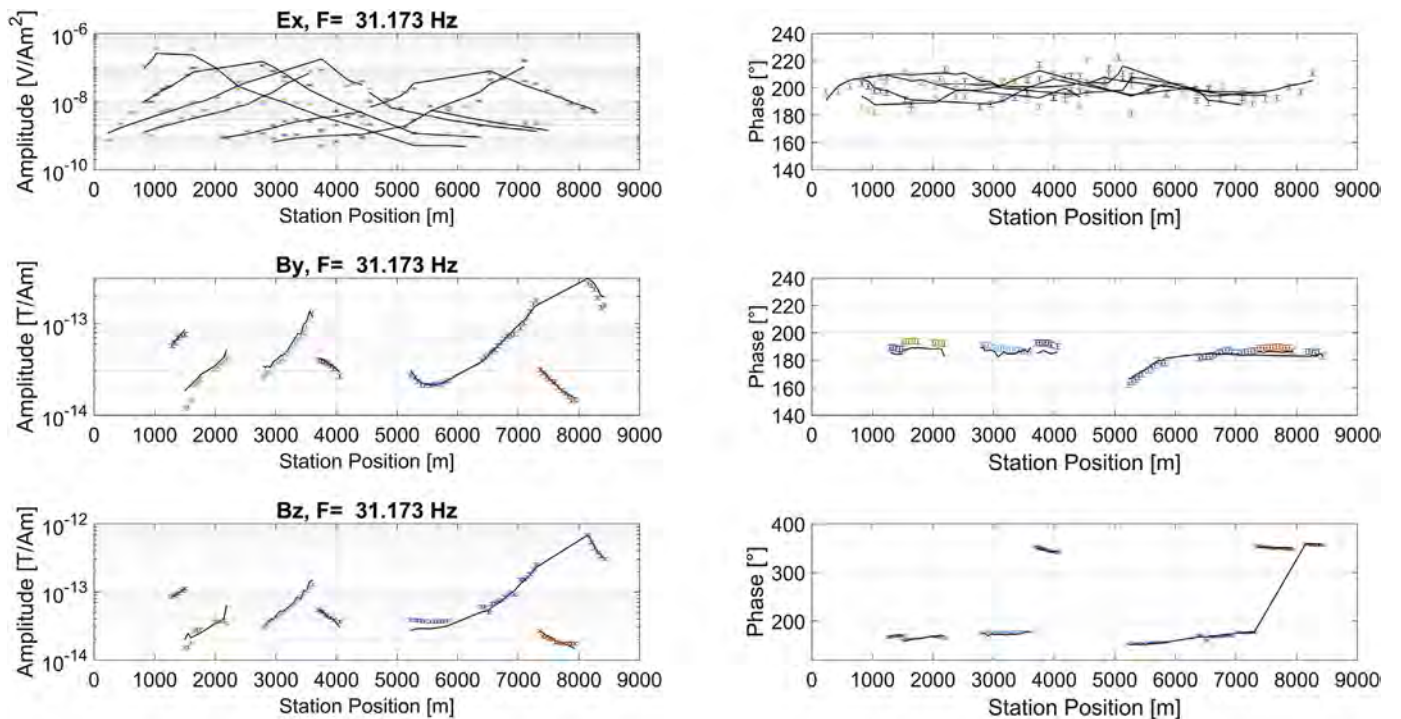 Ex, F= 31.173 Hz
Amplitude [V/Am²]
10⁻⁶
10⁻⁸
10⁻¹⁰
0 1000 2000 3000 4000 5000 6000 7000 8000 9000
Station Position [m]
Phase [°]
240
220
200
180
160
140
0 1000 2000 3000 4000 5000 6000 7000 8000 9000
Station Position [m]
By, F= 31.173 Hz
Amplitude [T/Am]
10⁻¹³
10⁻¹⁴
0 1000 2000 3000 4000 5000 6000 7000 8000 9000
Station Position [m]
Phase [°]
240
220
200
180
160
140
0 1000 2000 3000 4000 5000 6000 7000 8000 9000
Station Position [m]
Bz, F= 31.173 Hz
Amplitude [T/Am]
10⁻¹²
10⁻¹³
10⁻¹⁴
0 1000 2000 3000 4000 5000 6000 7000 8000 9000
Station Position [m]
Phase [°]
400
300
200
0 1000 2000 3000 4000 5000 6000 7000 8000 9000
Station Position [m]